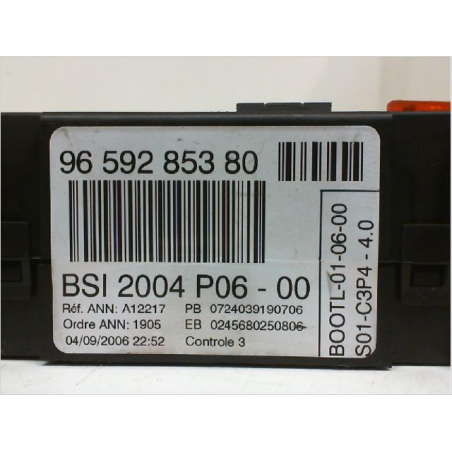 96 592 853 80
BSI 2004 P06 - 00
Réf. ANN: A12217 PB 0724039190706
Ordre ANN: 1905 EB 0245680250806
04/09/2006 22:52 Controle 3
BOOTL-01-06-00
S01-C3P4 - 4.0